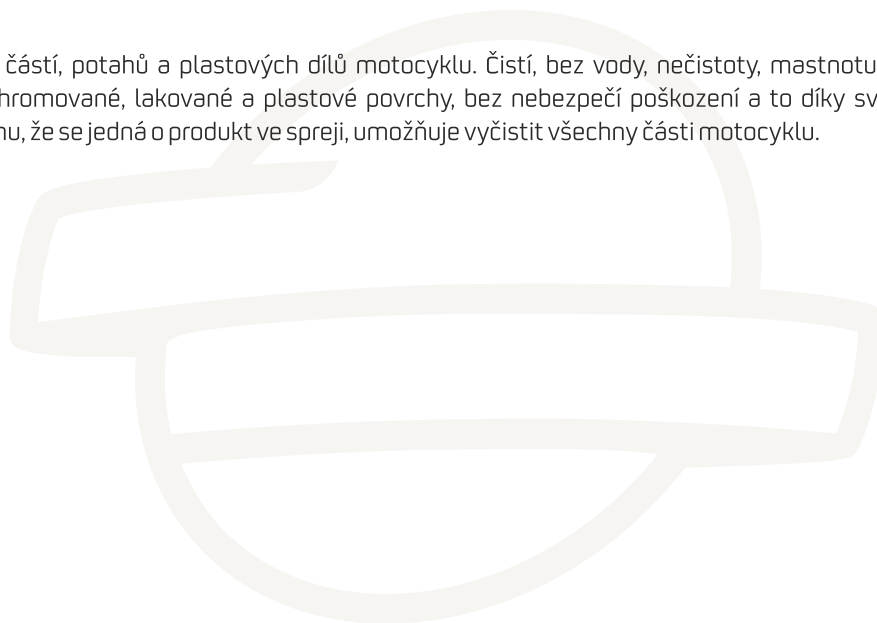 částí, potahů a plastových dílů motocyklu. Čistí, bez vody, nečistoty, mastnotu
hromované, lakované a plastové povrchy, bez nebezpečí poškození a to díky sv
mu, že se jedná o produkt ve spreji, umožňuje vyčistit všechny části motocyklu.